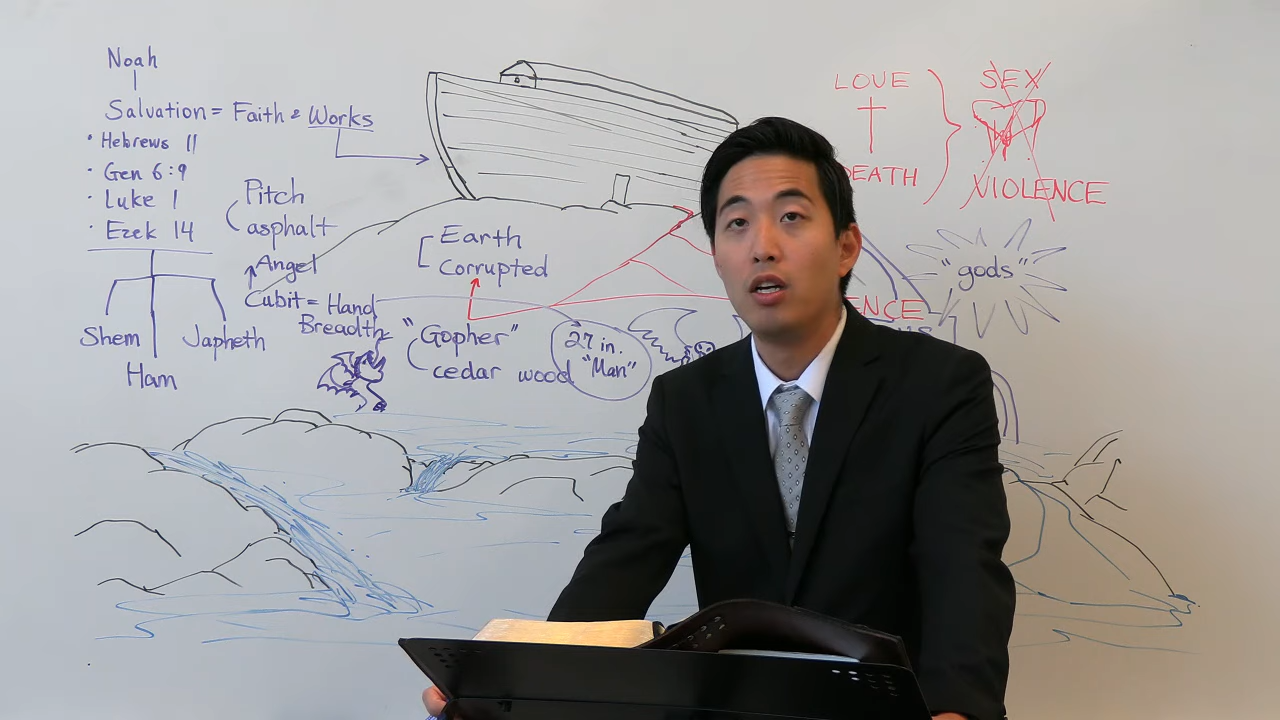 Noah
Salvation = Faith & Works
• Hebrews 11
• Gen 6:9
• Luke 1
• Ezek 14
Shem
Ham
Japheth
Pitch
asphalt
Angel
Cubit = Hand
Breadth
Earth
Corrupted
"Gopher"
cedar wood
27 in.
"Man"
LOVE
DEATH
SEX
VIOLENCE
"gods"
ENCE